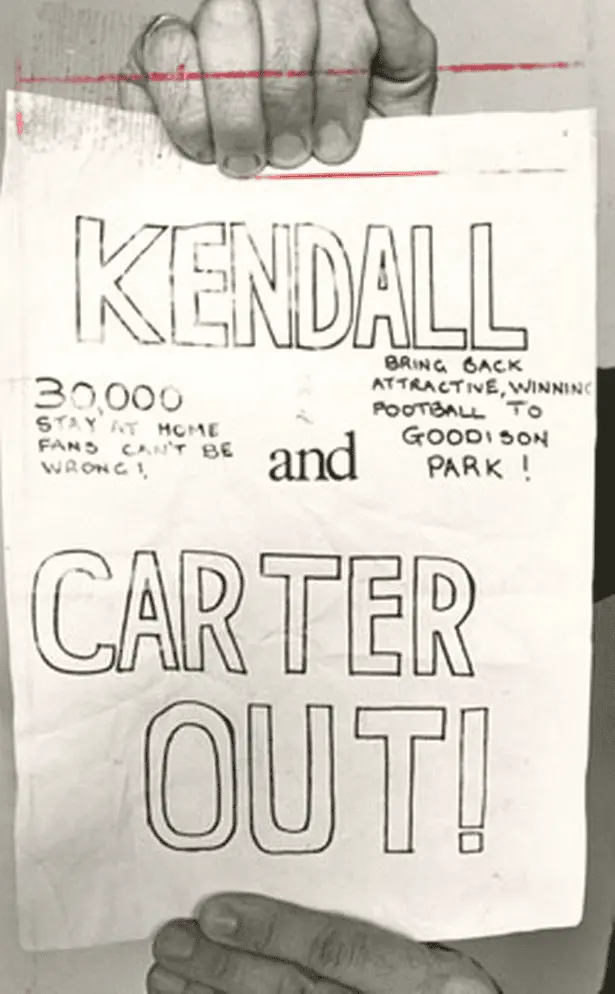 KENDALL
30,000
STAY AT HOME
FANS CAN'T BE
WRONG!
and
BRING BACK
ATTRACTIVE, WINNING
FOOTBALL TO
GOODISON
PARK!
CARTER
OUT!